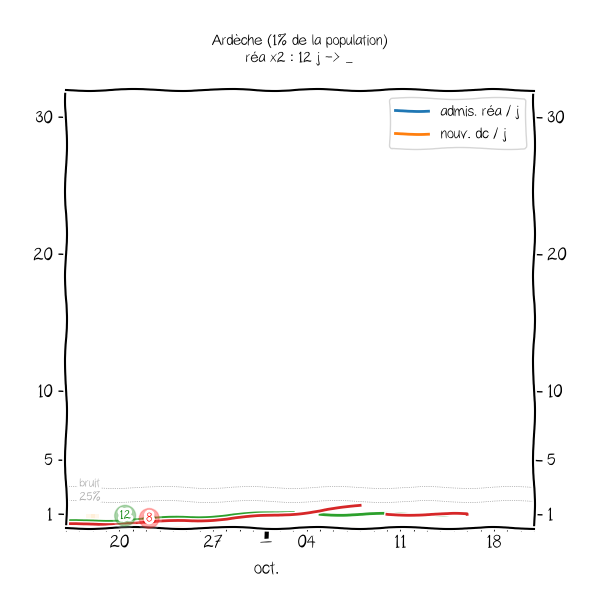 Ardèche (1% de la population)
réa x2 : 12 j -> _
admis. réa / j
nouv. dc / j
30 30
20 20
10 10
5 5
bruit
25%
1 12 8 1
20 27 04 11 18
oct.